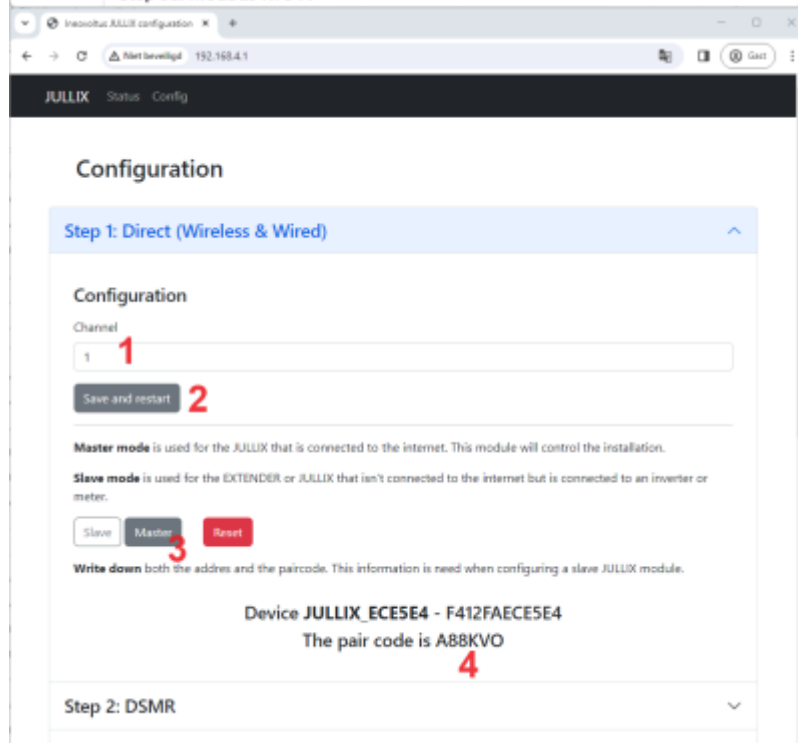 Innovoltus JULLIX configuration
Niet beveiligd 192.168.4.1
Gast
JULLIX Status Config
Configuration
Step 1: Direct (Wireless & Wired)
Configuration
Channel
1
1
Save and restart 2
Master mode is used for the JULLIX that is connected to the internet. This module will control the installation.
Slave mode is used for the EXTENDER or JULLIX that isn't connected to the internet but is connected to an inverter or
meter.
Slave Master Reset
3
Write down both the addres and the paircode. This information is need when configuring a slave JULLIX module.
Device JULLIX_ECE5E4 - F412FAECE5E4
The pair code is A88KVO
4
Step 2: DSMR